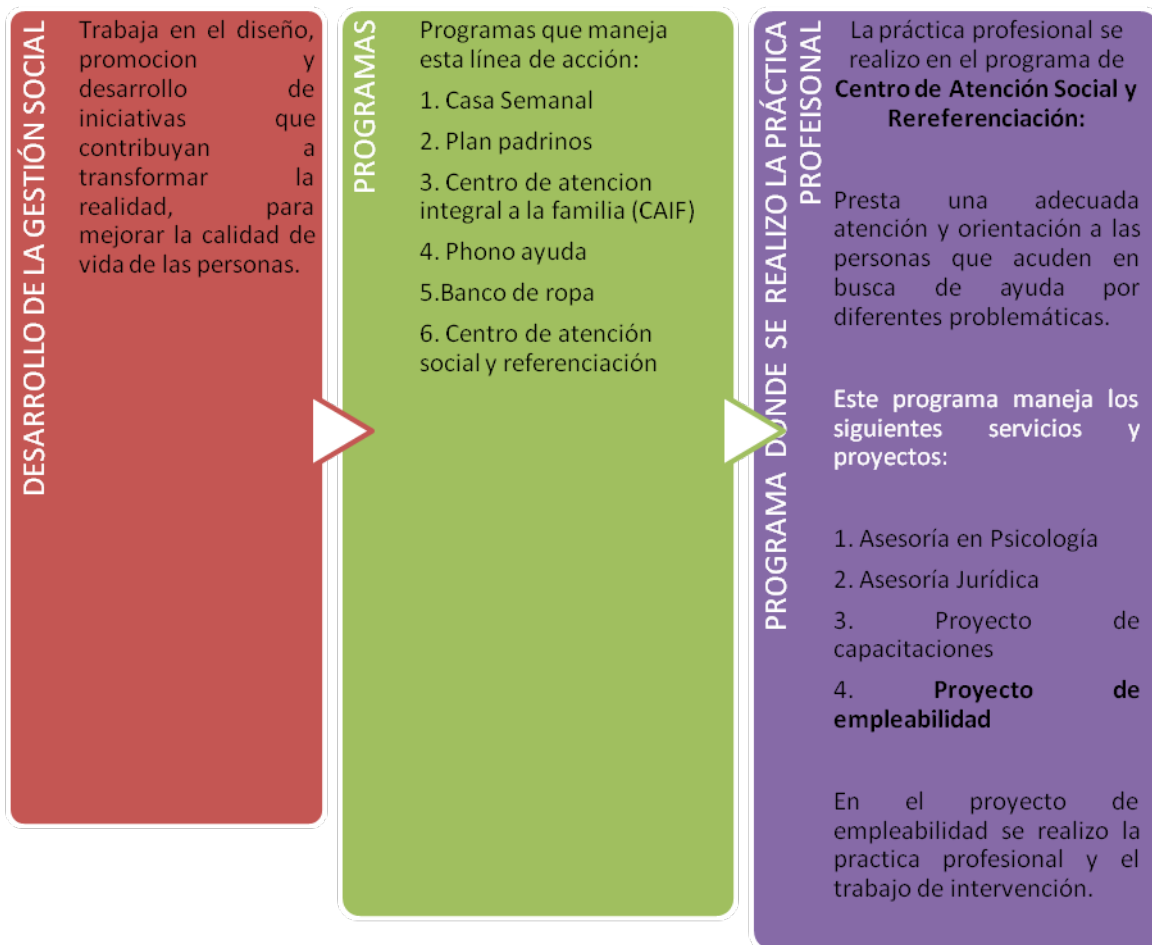 DESARROLLO DE LA GESTIÓN SOCIAL
Trabaja en el diseño,
promocion y
desarrollo de
iniciativas que
contribuyan a
transformar la
realidad, para
mejorar la calidad de
vida de las personas.
PROGRAMAS
Programas que maneja
esta línea de acción:
1. Casa Semanal
2. Plan padrinos
3. Centro de atencion
integral a la familia (CAIF)
4. Phono ayuda
5.Banco de ropa
6. Centro de atención
social y referenciación
PROGRAMA DONDE SE REALIZO LA PRÁCTICA
PROFEISONAL
La práctica profesional se
realizo en el programa de
Centro de Atención Social y
Rereferenciación:
Presta una adecuada
atención y orientación a las
personas que acuden en
busca de ayuda por
diferentes problemáticas.
Este programa maneja los
siguientes servicios y
proyectos:
1. Asesoría en Psicología
2. Asesoría Jurídica
3. Proyecto de
capacitaciones
4. Proyecto de
empleabilidad
En el proyecto de
empleabilidad se realizo la
practica profesional y el
trabajo de intervención.